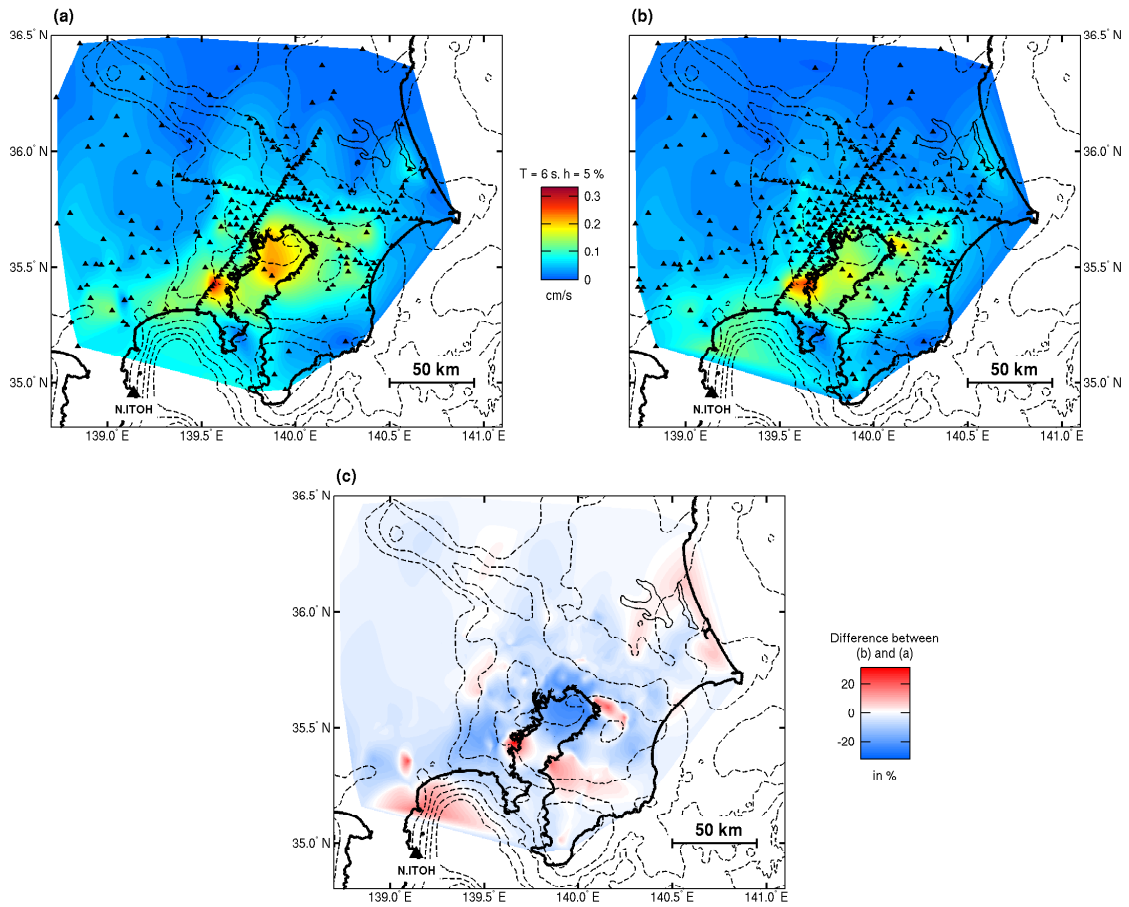 (a)
(b)
36.5° N
36.0° N
35.5° N
35.0° N
139.0° E
139.5° E
140.0° E
140.5° E
141.0° E
50 km
N.ITOH
T = 6 s. h = 5 %
0.3
0.2
0.1
0
cm/s
36.5° N
36.0° N
35.5° N
35.0° N
139.0° E
139.5° E
140.0° E
140.5° E
141.0° E
50 km
N.ITOH
(c)
36.5° N
36.0° N
35.5° N
35.0° N
139.0° E
139.5° E
140.0° E
140.5° E
141.0° E
50 km
N.ITOH
Difference between
(b) and (a)
20
0
-20
in %